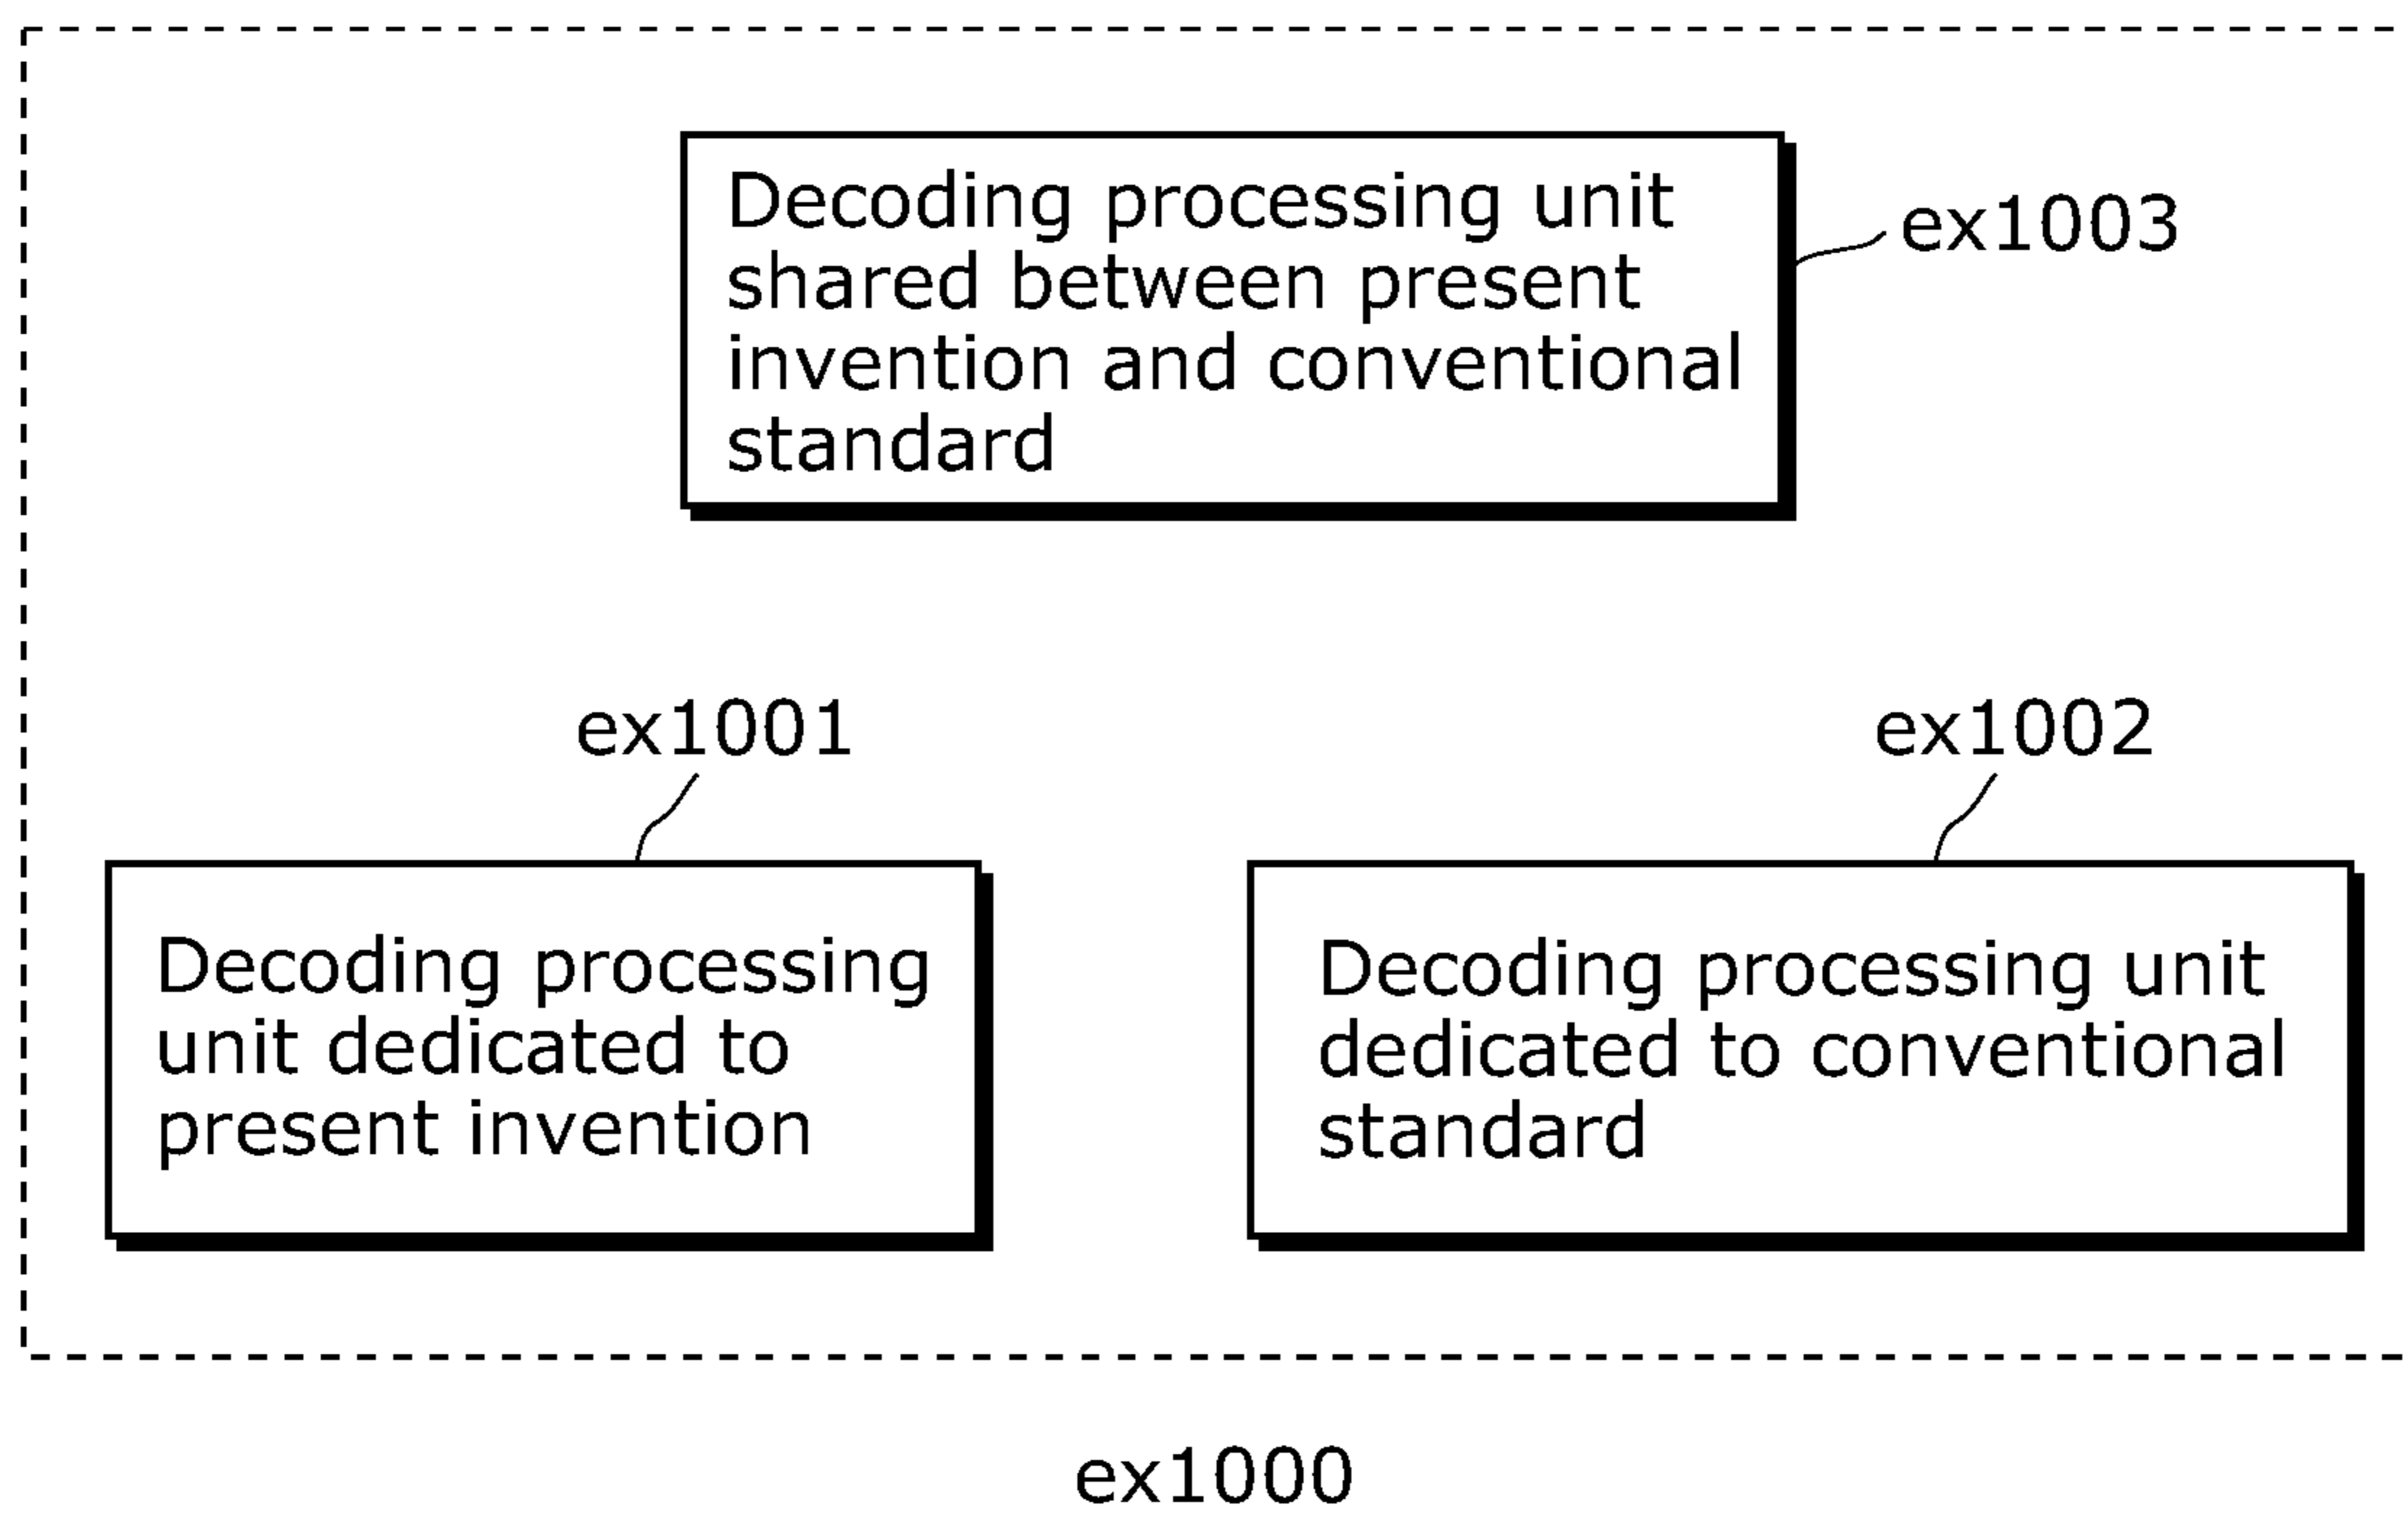 Decoding processing unit
shared between present
invention and conventional
standard
ex1003
ex1001
ex1002
Decoding processing
unit dedicated to
present invention
Decoding processing unit
dedicated to conventional
standard
ex1000